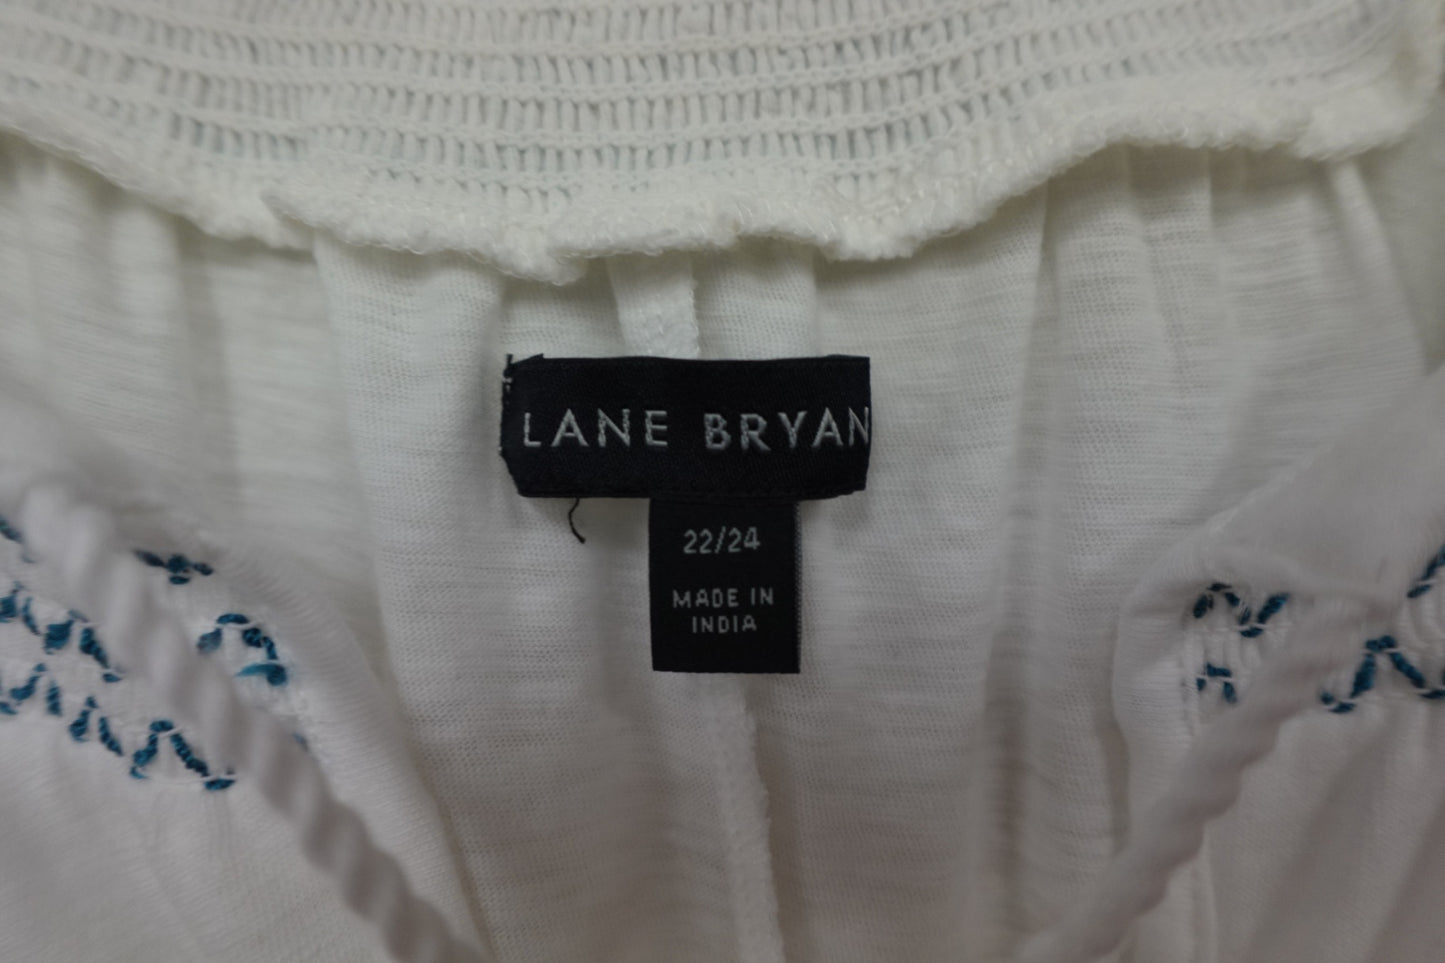 LANE BRYAN
22/24
MADE IN
INDIA